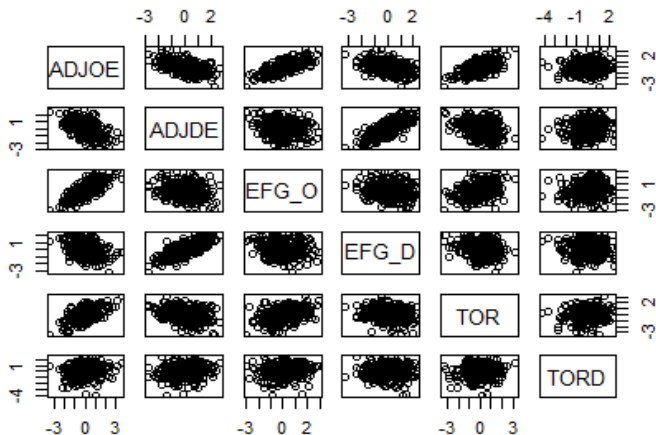 -3 0 2 -3 0 2 -4 -1 2
ADJOE -3 2
-3 1 ADJDE
EFG_O -3 1
-3 1 EFG_D
TOR -3 2
-4 1 TORD
-3 0 3 -3 0 2 -3 0 3